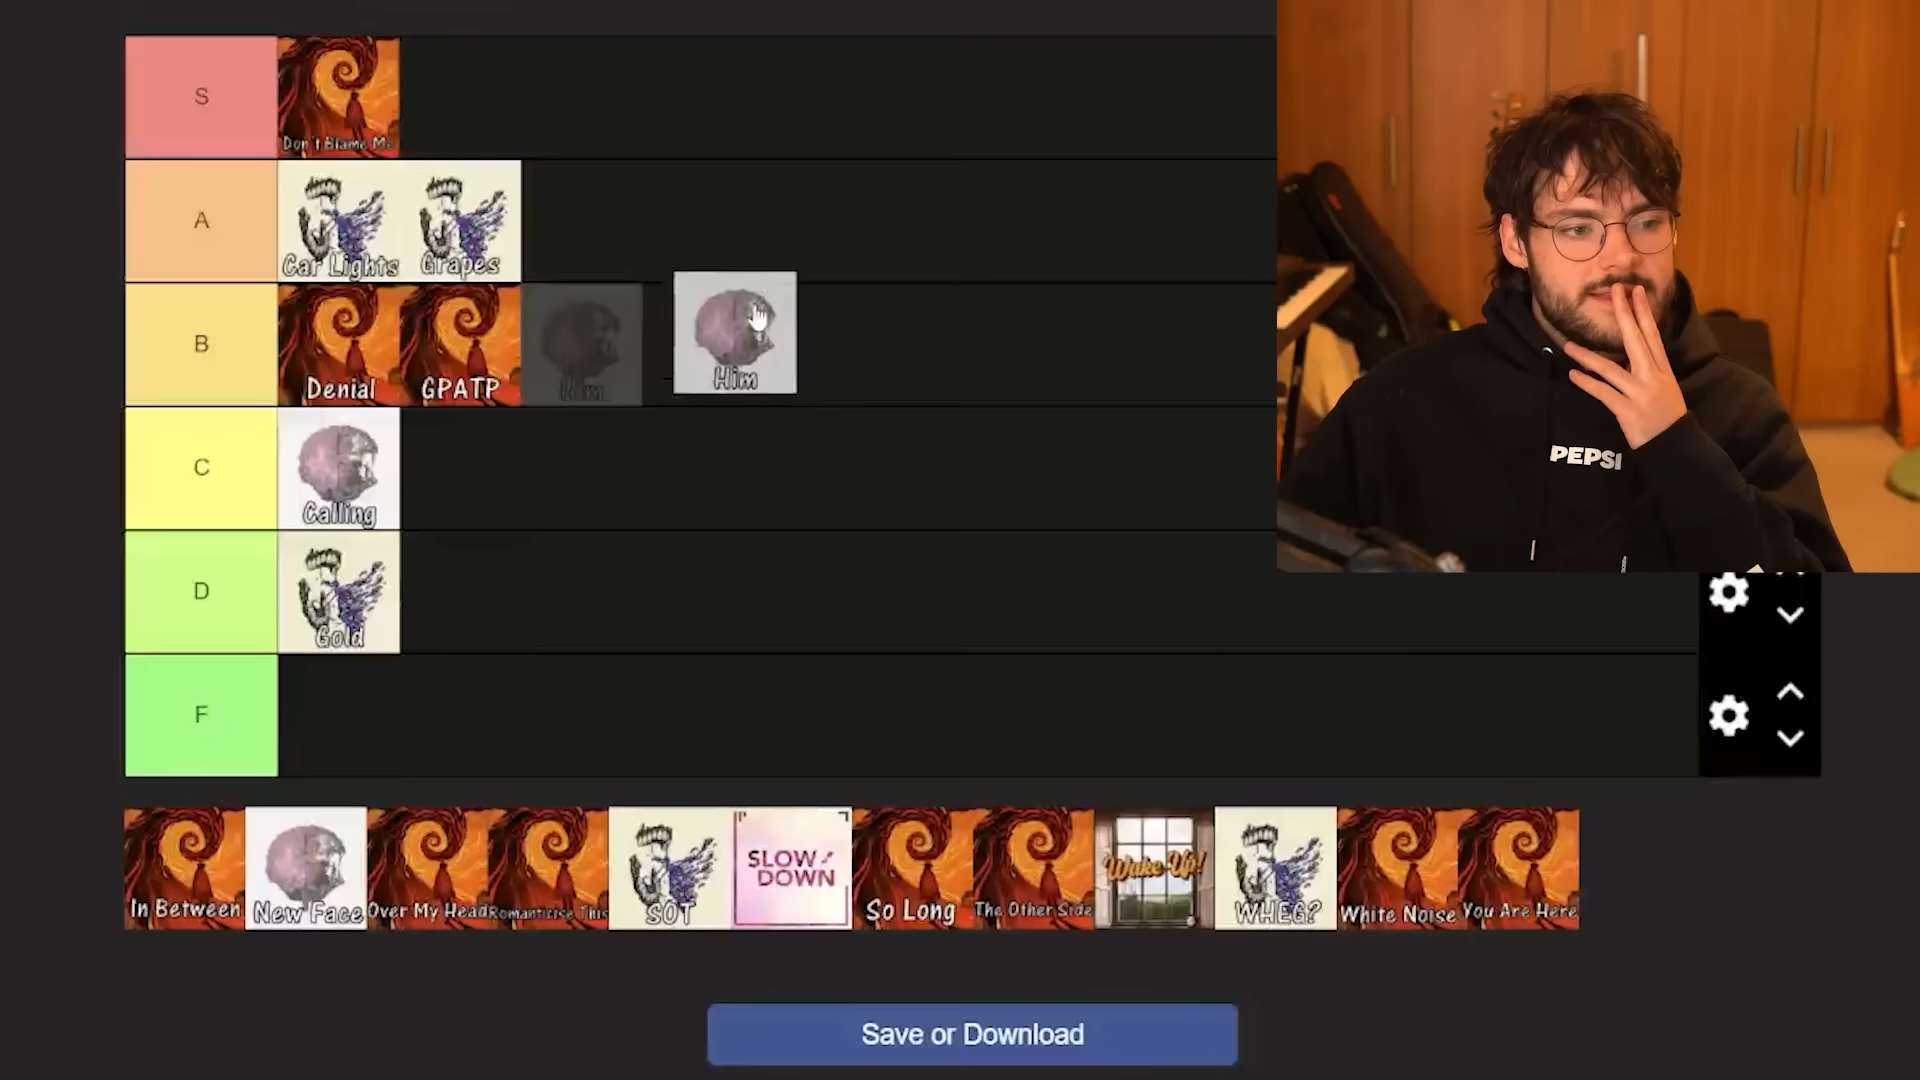 S
Don't Blame Me
A
Car Lights
Grapes
B
Denial
GPATP
Him
Him
C
Calling
D
Gold
F
PEPSI
In Between
New Face
Over My Head
Romanticise This
SOT
SLOW
DOWN
So Long
The Other Side
Wake Up!
WHEG?
White Noise
You Are Here
Save or Download